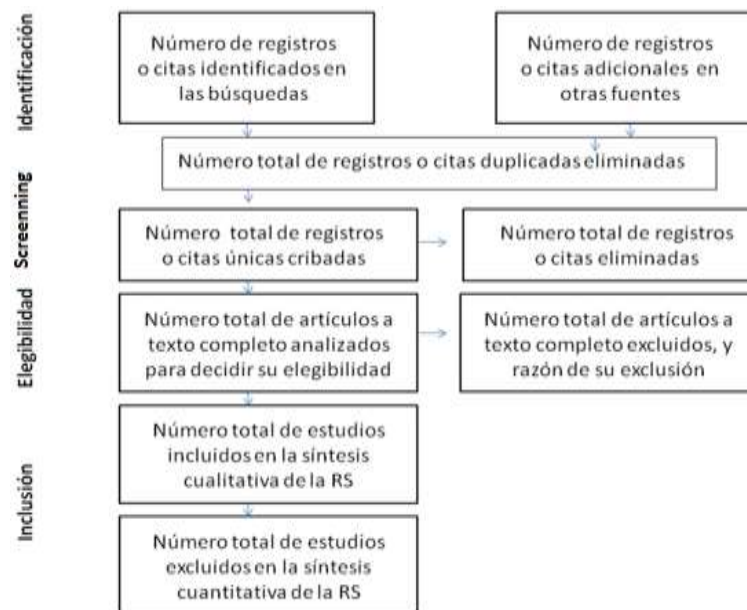 Identificación
Número de registros
o citas identificados en
las búsquedas
Número de registros
o citas adicionales en
otras fuentes
Número total de registros o citas duplicadas eliminadas
Screenning
Número total de registros
o citas únicas cribadas
Número total de registros
o citas eliminadas
Elegibilidad
Número total de artículos a
texto completo analizados
para decidir su elegibilidad
Número total de artículos a
texto completo excluidos, y
razón de su exclusión
Inclusión
Número total de estudios
incluidos en la síntesis
cualitativa de la RS
Número total de estudios
excluidos en la síntesis
cuantitativa de la RS